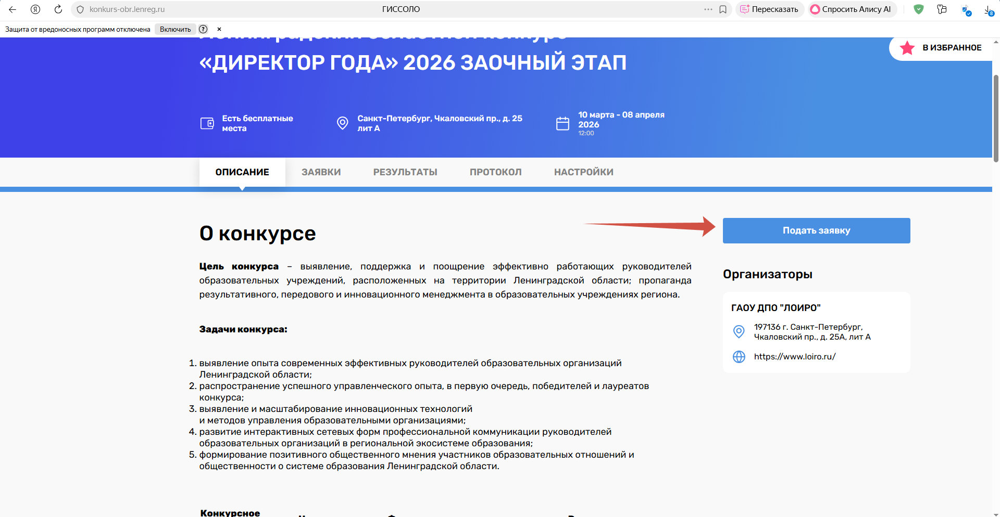 konkurs-obr.lenreg.ru
ГИССОЛО
Пересказать
Спросить Алису AI
8
Защита от вредоносных программ отключена
Включить
?
Ленинградский областной конкурс
«ДИРЕКТОР ГОДА» 2026 ЗАОЧНЫЙ ЭТАП
В ИЗБРАННОЕ
Есть бесплатные
места
Санкт-Петербург, Чкаловский пр., д. 25
лит А
10 марта - 08 апреля
2026
12:00
ОПИСАНИЕ
ЗАЯВКИ
РЕЗУЛЬТАТЫ
ПРОТОКОЛ
НАСТРОЙКИ
О конкурсе
Цель конкурса – выявление, поддержка и поощрение эффективно работающих руководителей
образовательных учреждений, расположенных на территории Ленинградской области; пропаганда
результативного, передового и инновационного менеджмента в образовательных учреждениях региона.
Задачи конкурса:
1. выявление опыта современных эффективных руководителей образовательных организаций
Ленинградской области;
2. распространение успешного управленческого опыта, в первую очередь, победителей и лауреатов
конкурса;
3. выявление и масштабирование инновационных технологий
и методов управления образовательными организациями;
4. развитие интерактивных сетевых форм профессиональной коммуникации руководителей
образовательных организаций в региональной экосистеме образования;
5. формирование позитивного общественного мнения участников образовательных отношений и
общественности о системе образования Ленинградской области.
Конкурсное
Подать заявку
Организаторы
ГАОУ ДПО "ЛОИРО"
197136 г. Санкт-Петербург,
Чкаловский пр., д. 25А, лит А
https://www.loiro.ru/